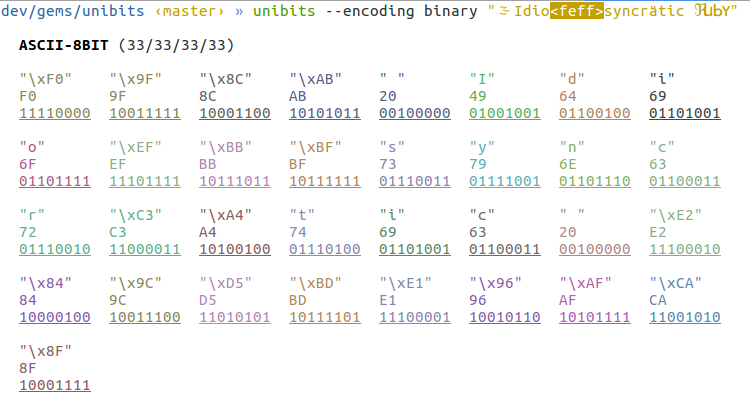 dev/gems/unibits ‹master› » unibits --encoding binary "🌫 Idio<feff>syncrätic ℜսᖯʏ"
ASCII-8BIT (33/33/33/33)
"\xF0" "\x9F" "\x8C" "\xAB" " " "I" "d" "i"
F0 9F 8C AB 20 49 64 69
11110000 10011111 10001100 10101011 00100000 01001001 01100100 01101001
"o" "\xEF" "\xBB" "\xBF" "s" "y" "n" "c"
6F EF BB BF 73 79 6E 63
01101111 11101111 10111011 10111111 01110011 01111001 01101110 01100011
"r" "\xC3" "\xA4" "t" "i" "c" " " "\xE2"
72 C3 A4 74 69 63 20 E2
01110010 11000011 10100100 01110100 01101001 01100011 00100000 11100010
"\x84" "\x9C" "\xD5" "\xBD" "\xE1" "\x96" "\xAF" "\xCA"
84 9C D5 BD E1 96 AF CA
10000100 10011100 11010101 10111101 11100001 10010110 10101111 11001010
"\x8F"
8F
10001111